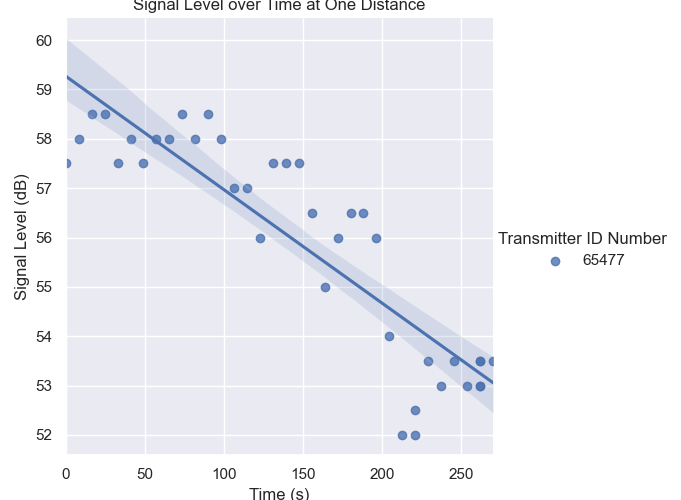 Signal Level over Time at One Distance
60
59
58
57
56
55
54
53
52
Signal Level (dB)
0 50 100 150 200 250
Time (s)
Transmitter ID Number
65477